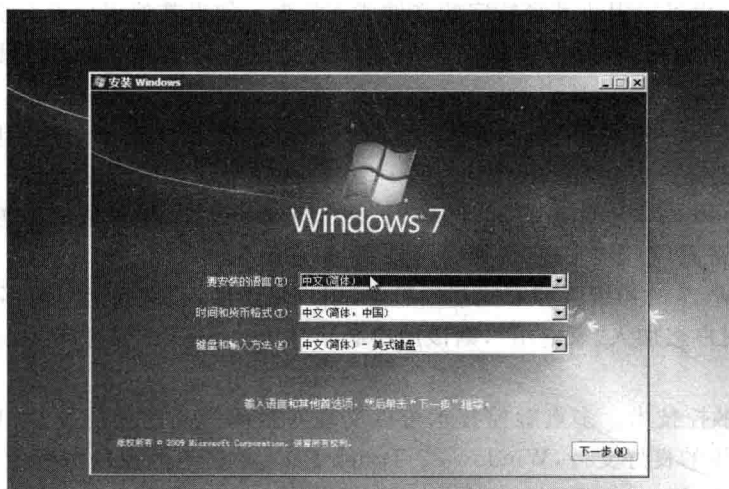 安装 Windows
Windows 7
要安装的语言(E): 中文(简体)
时间和货币格式(T): 中文(简体，中国)
键盘和输入方法(K): 中文(简体) - 美式键盘
输入语言和其他首选项，然后单击“下一步”继续。
版权所有 © 2009 Microsoft Corporation。保留所有权利。
下一步(N)